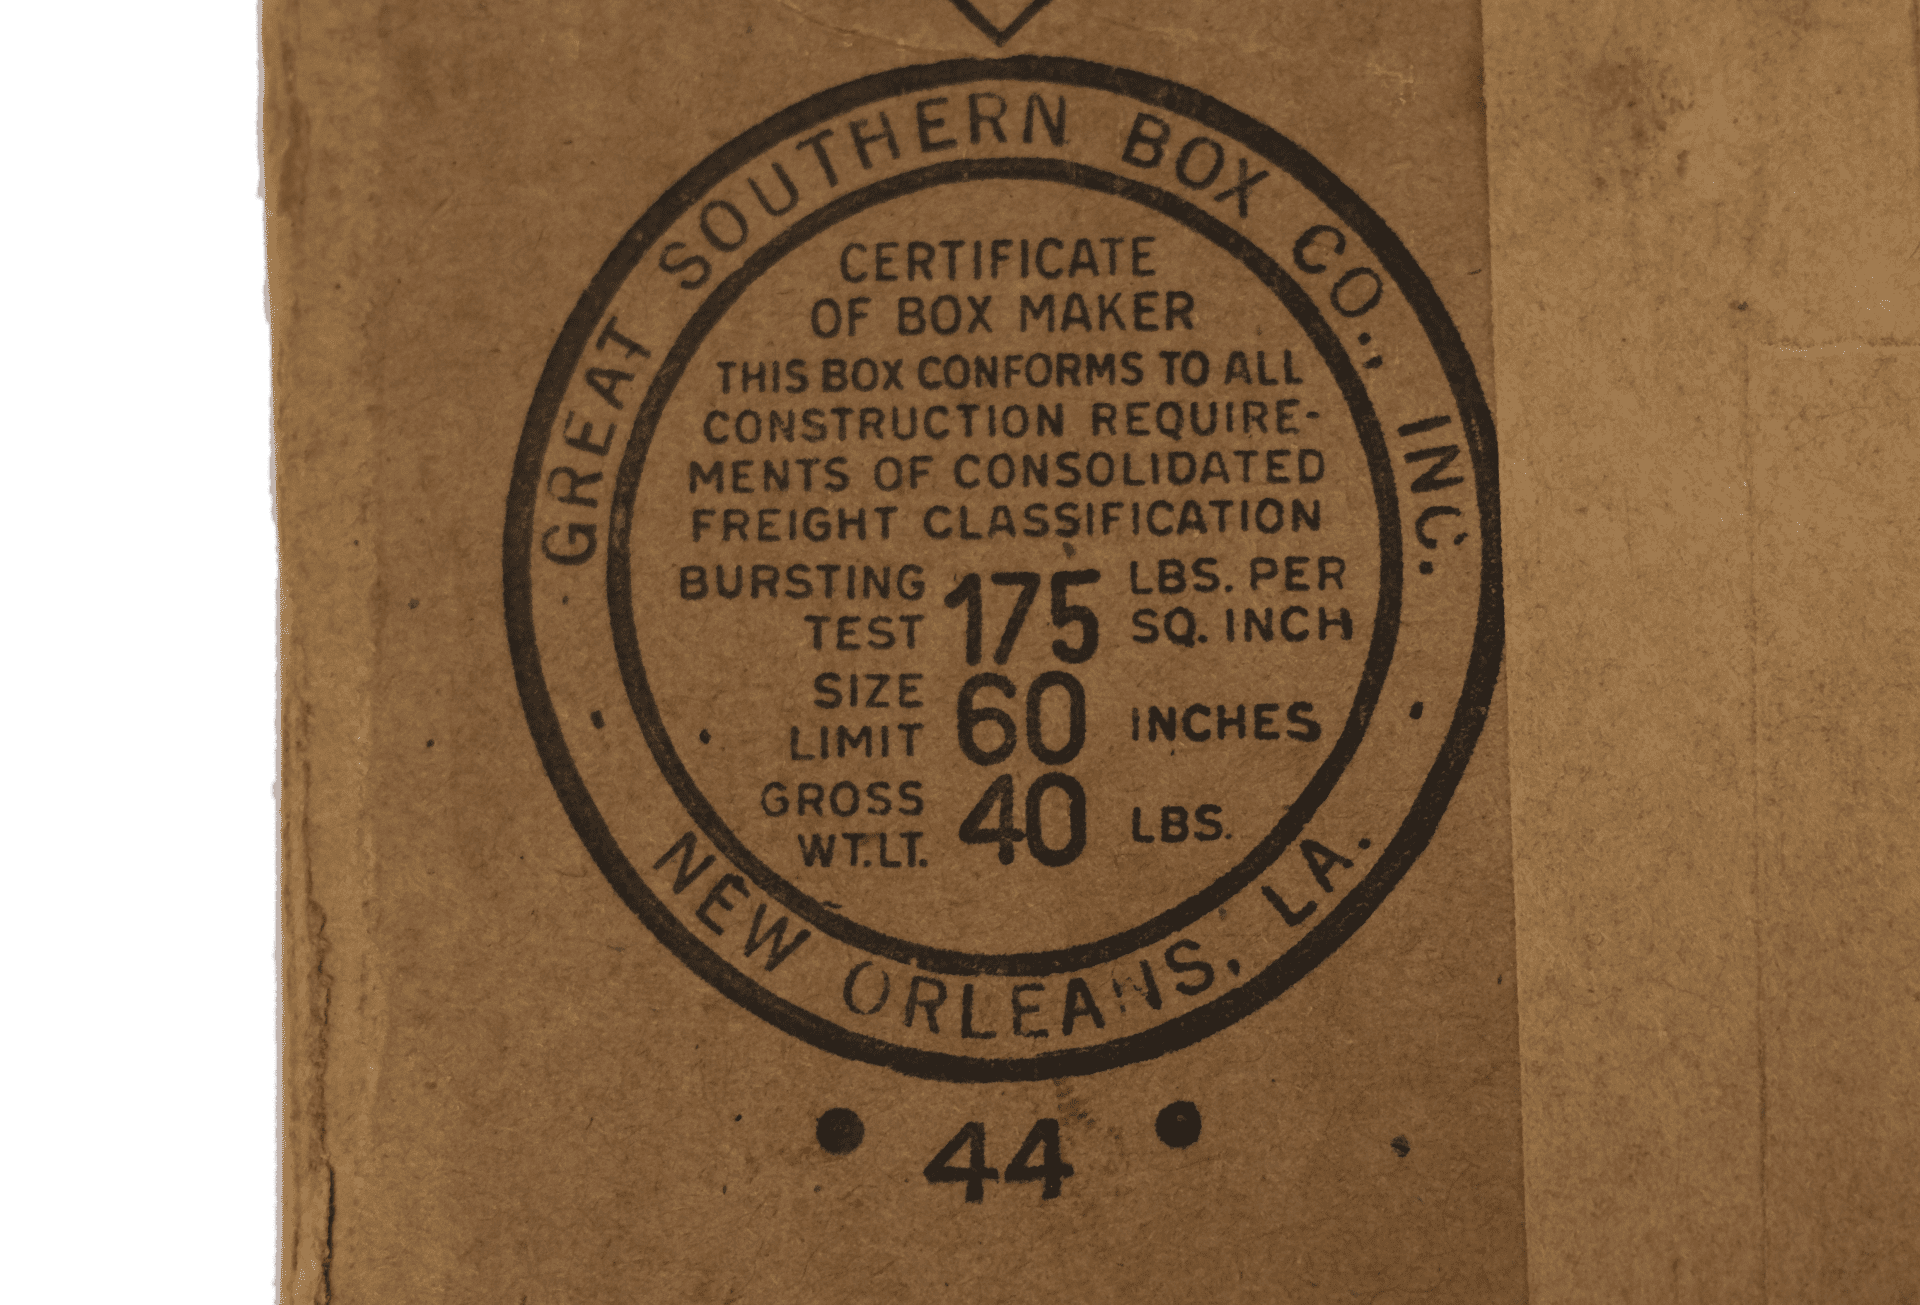 GREAT SOUTHERN BOX CO., INC.
CERTIFICATE
OF BOX MAKER
THIS BOX CONFORMS TO ALL
CONSTRUCTION REQUIRE-
MENTS OF CONSOLIDATED
FREIGHT CLASSIFICATION
BURSTING TEST 175 LBS. PER SQ. INCH
SIZE LIMIT 60 INCHES
GROSS WT.LT. 40 LBS.
NEW ORLEANS, LA.
• 44 •